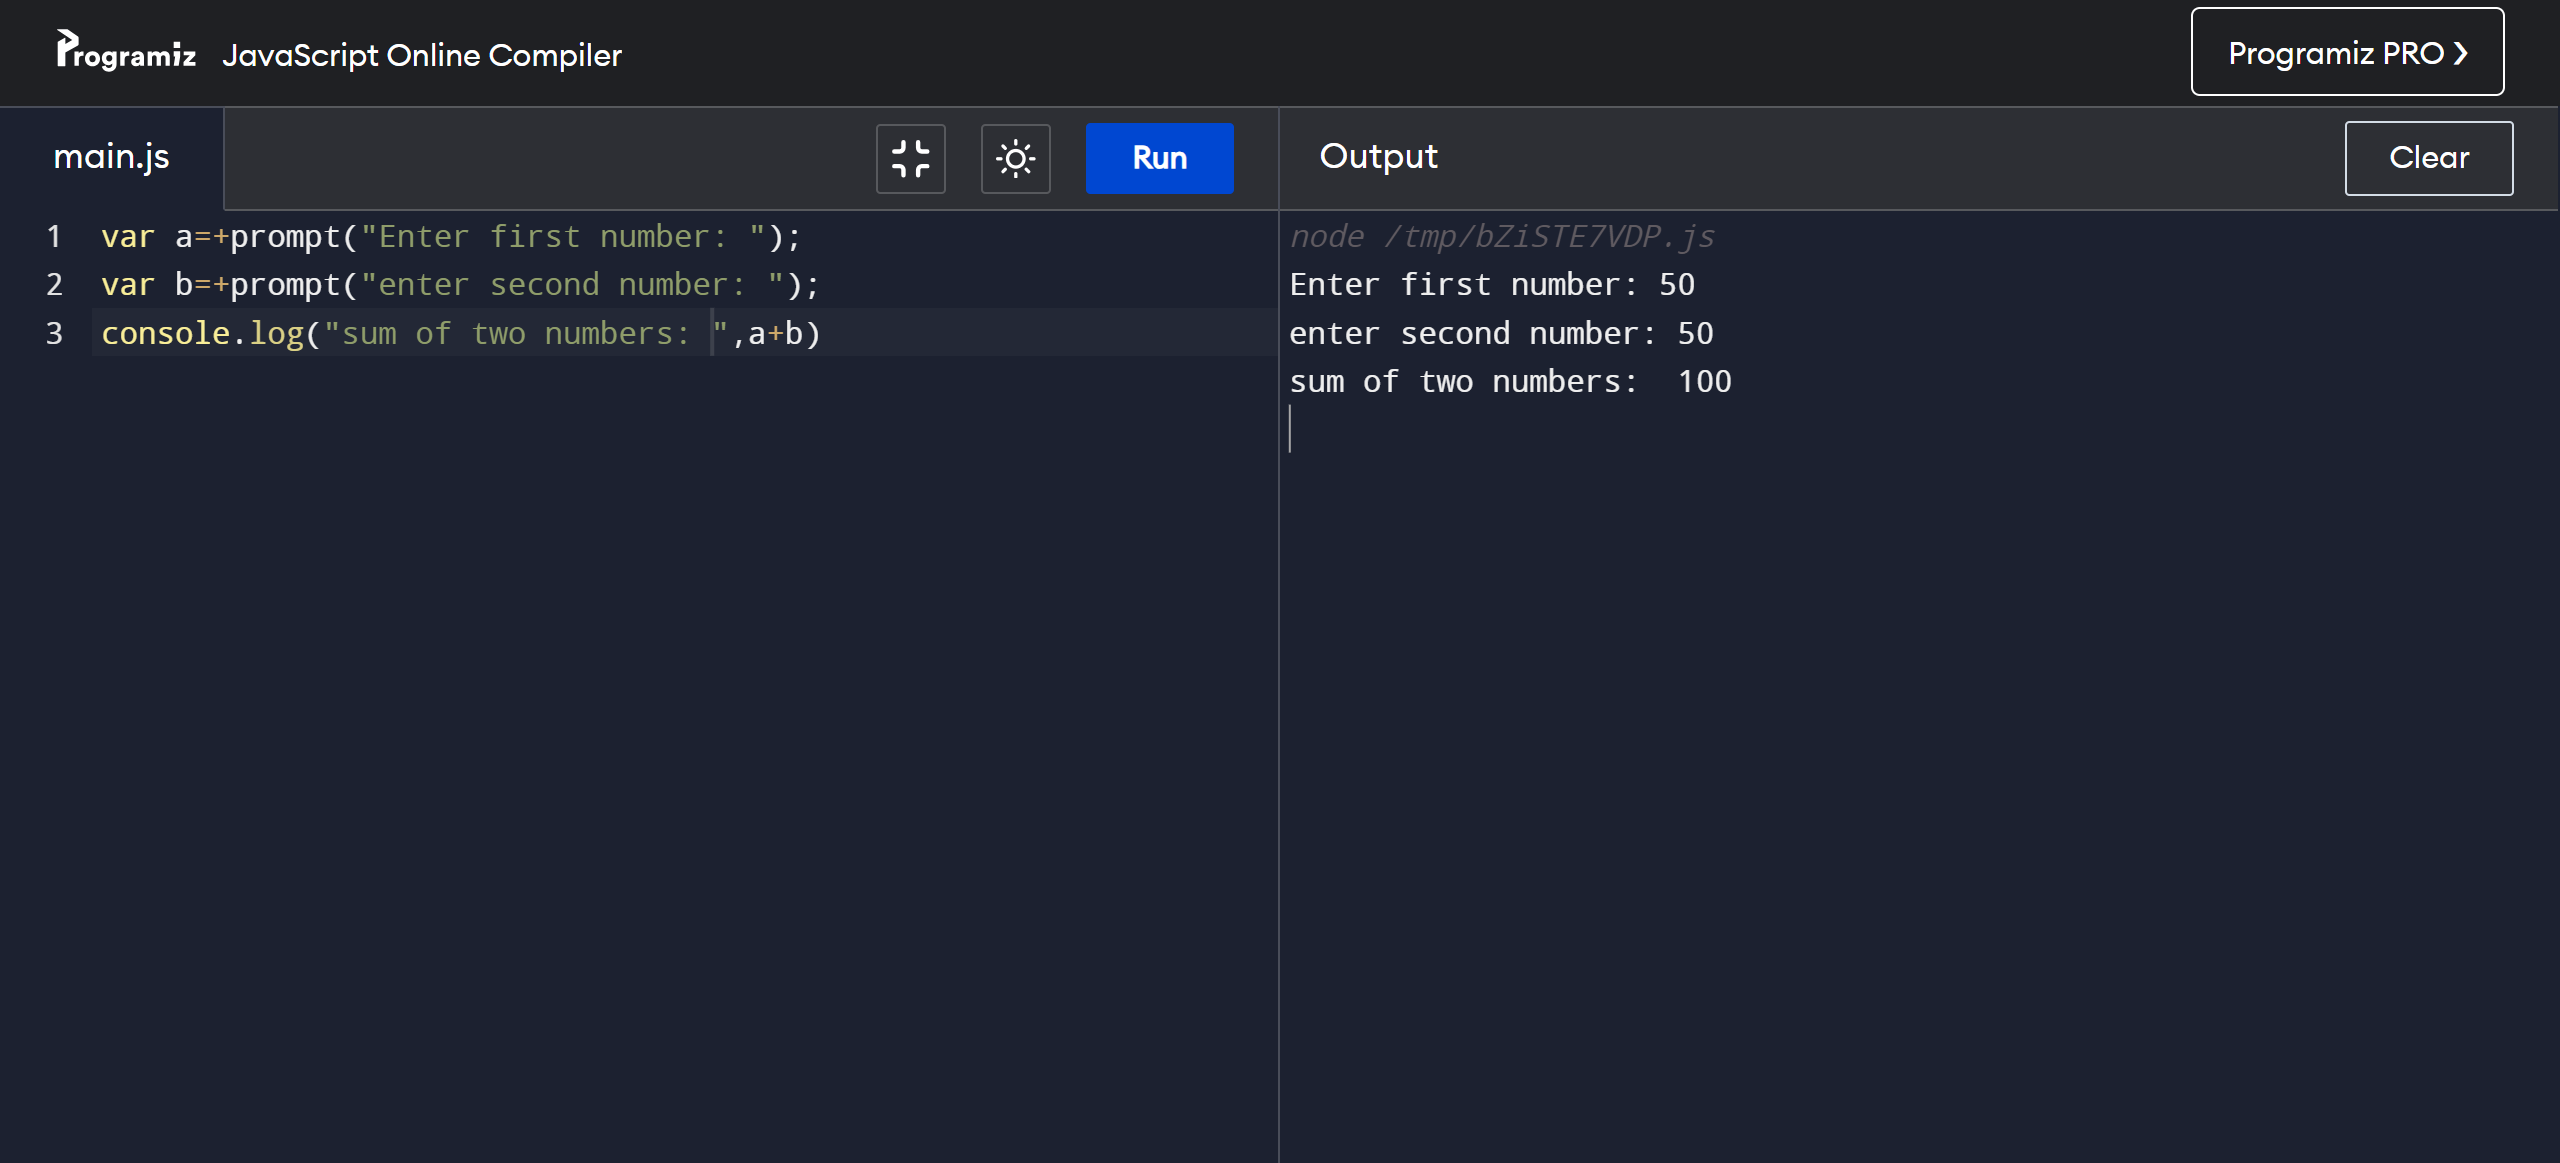 Programiz JavaScript Online Compiler
Programiz PRO ❯
main.js
Run
Output
Clear
1 var a=+prompt("Enter first number: ");
2 var b=+prompt("enter second number: ");
3 console.log("sum of two numbers: ",a+b)
node /tmp/bZiSTE7VDP.js
Enter first number: 50
enter second number: 50
sum of two numbers:  100